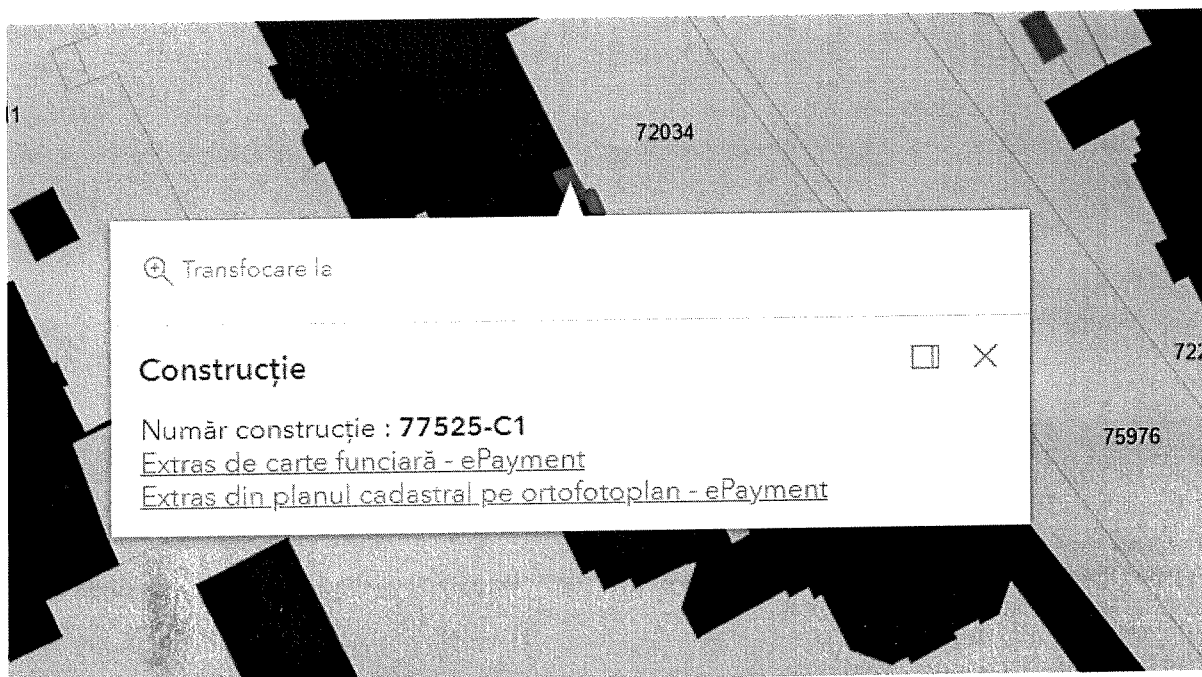 72034
Transfocare la
Construcție
Număr construcție : 77525-C1
Extras de carte funciară - ePayment
Extras din planul cadastral pe ortofotoplan - ePayment
75976